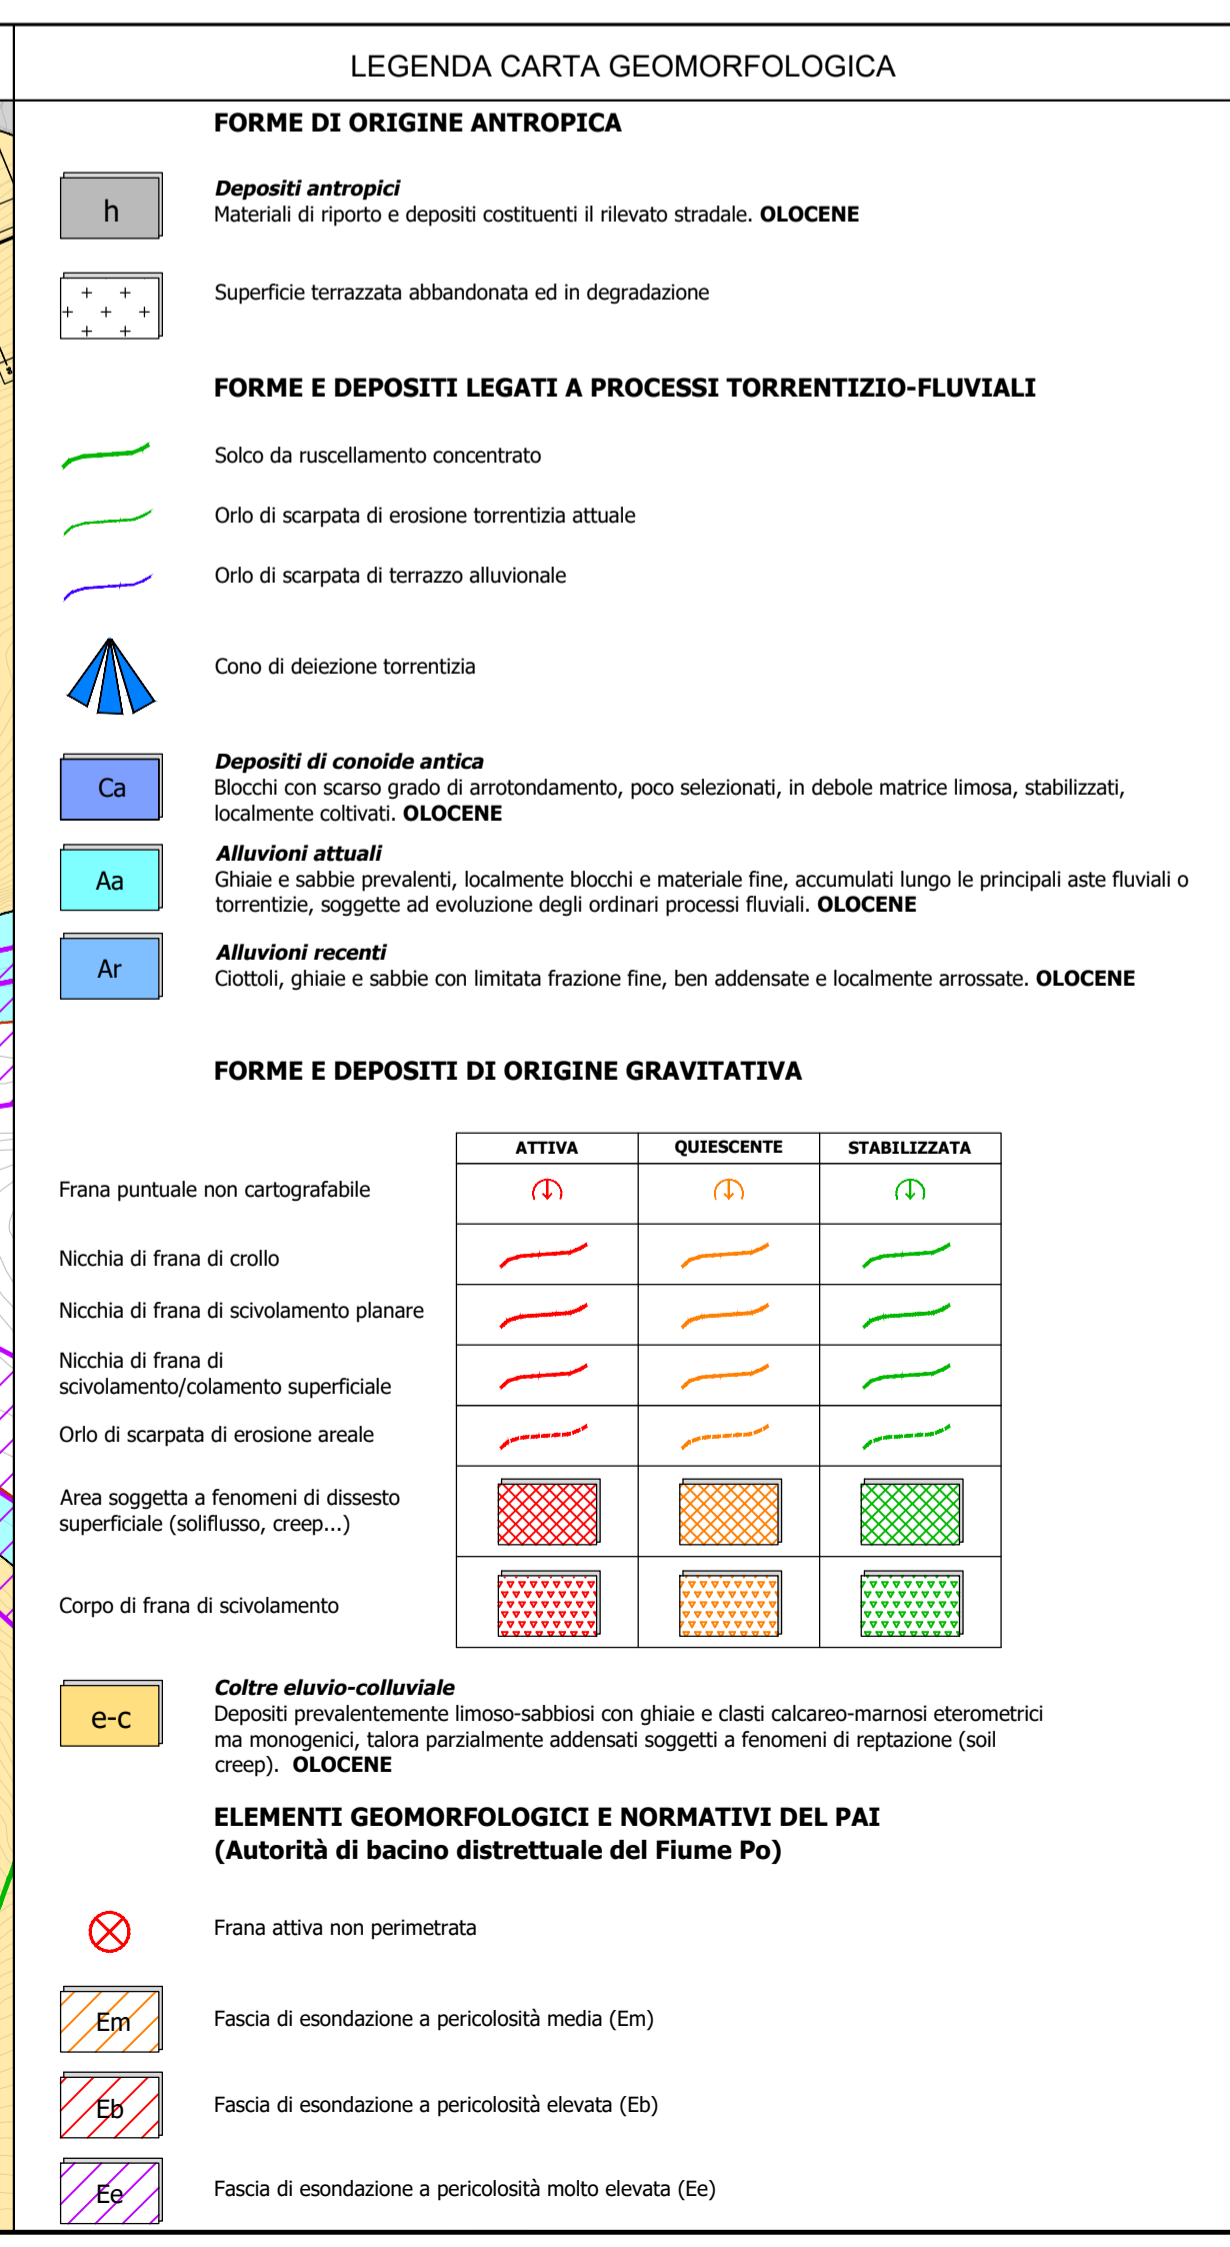 LEGENDA CARTA GEOMORFOLOGICA
FORME DI ORIGINE ANTROPICA
h
Depositi antropici
Materiali di riporto e depositi costituenti il rilevato stradale. OLOCENE
Superficie terrazzata abbandonata ed in degradazione
FORME E DEPOSITI LEGATI A PROCESSI TORRENTIZIO-FLUVIALI
Solco da ruscellamento concentrato
Orlo di scarpata di erosione torrentizia attuale
Orlo di scarpata di terrazzo alluvionale
Cono di deiezione torrentizia
Ca
Depositi di conoide antica
Blocchi con scarso grado di arrotondamento, poco selezionati, in debole matrice limosa, stabilizzati,
localmente coltivati. OLOCENE
Aa
Alluvioni attuali
Ghiaie e sabbie prevalenti, localmente blocchi e materiale fine, accumulati lungo le principali aste fluviali o
torrentizie, soggette ad evoluzione degli ordinari processi fluviali. OLOCENE
Ar
Alluvioni recenti
Ciottoli, ghiaie e sabbie con limitata frazione fine, ben addensate e localmente arrossate. OLOCENE
FORME E DEPOSITI DI ORIGINE GRAVITATIVA
ATTIVA QUIESCENTE STABILIZZATA
Frana puntuale non cartografabile
Nicchia di frana di crollo
Nicchia di frana di scivolamento planare
Nicchia di frana di
scivolamento/colamento superficiale
Orlo di scarpata di erosione areale
Area soggetta a fenomeni di dissesto
superficiale (soliflusso, creep...)
Corpo di frana di scivolamento
e-c
Coltre eluvio-colluviale
Depositi prevalentemente limoso-sabbiosi con ghiaie e clasti calcareo-marnosi eterometrici
ma monogenici, talora parzialmente addensati soggetti a fenomeni di reptazione (soil
creep). OLOCENE
ELEMENTI GEOMORFOLOGICI E NORMATIVI DEL PAI
(Autorità di bacino distrettuale del Fiume Po)
Frana attiva non perimetrata
Em
Fascia di esondazione a pericolosità media (Em)
Eb
Fascia di esondazione a pericolosità elevata (Eb)
Ee
Fascia di esondazione a pericolosità molto elevata (Ee)